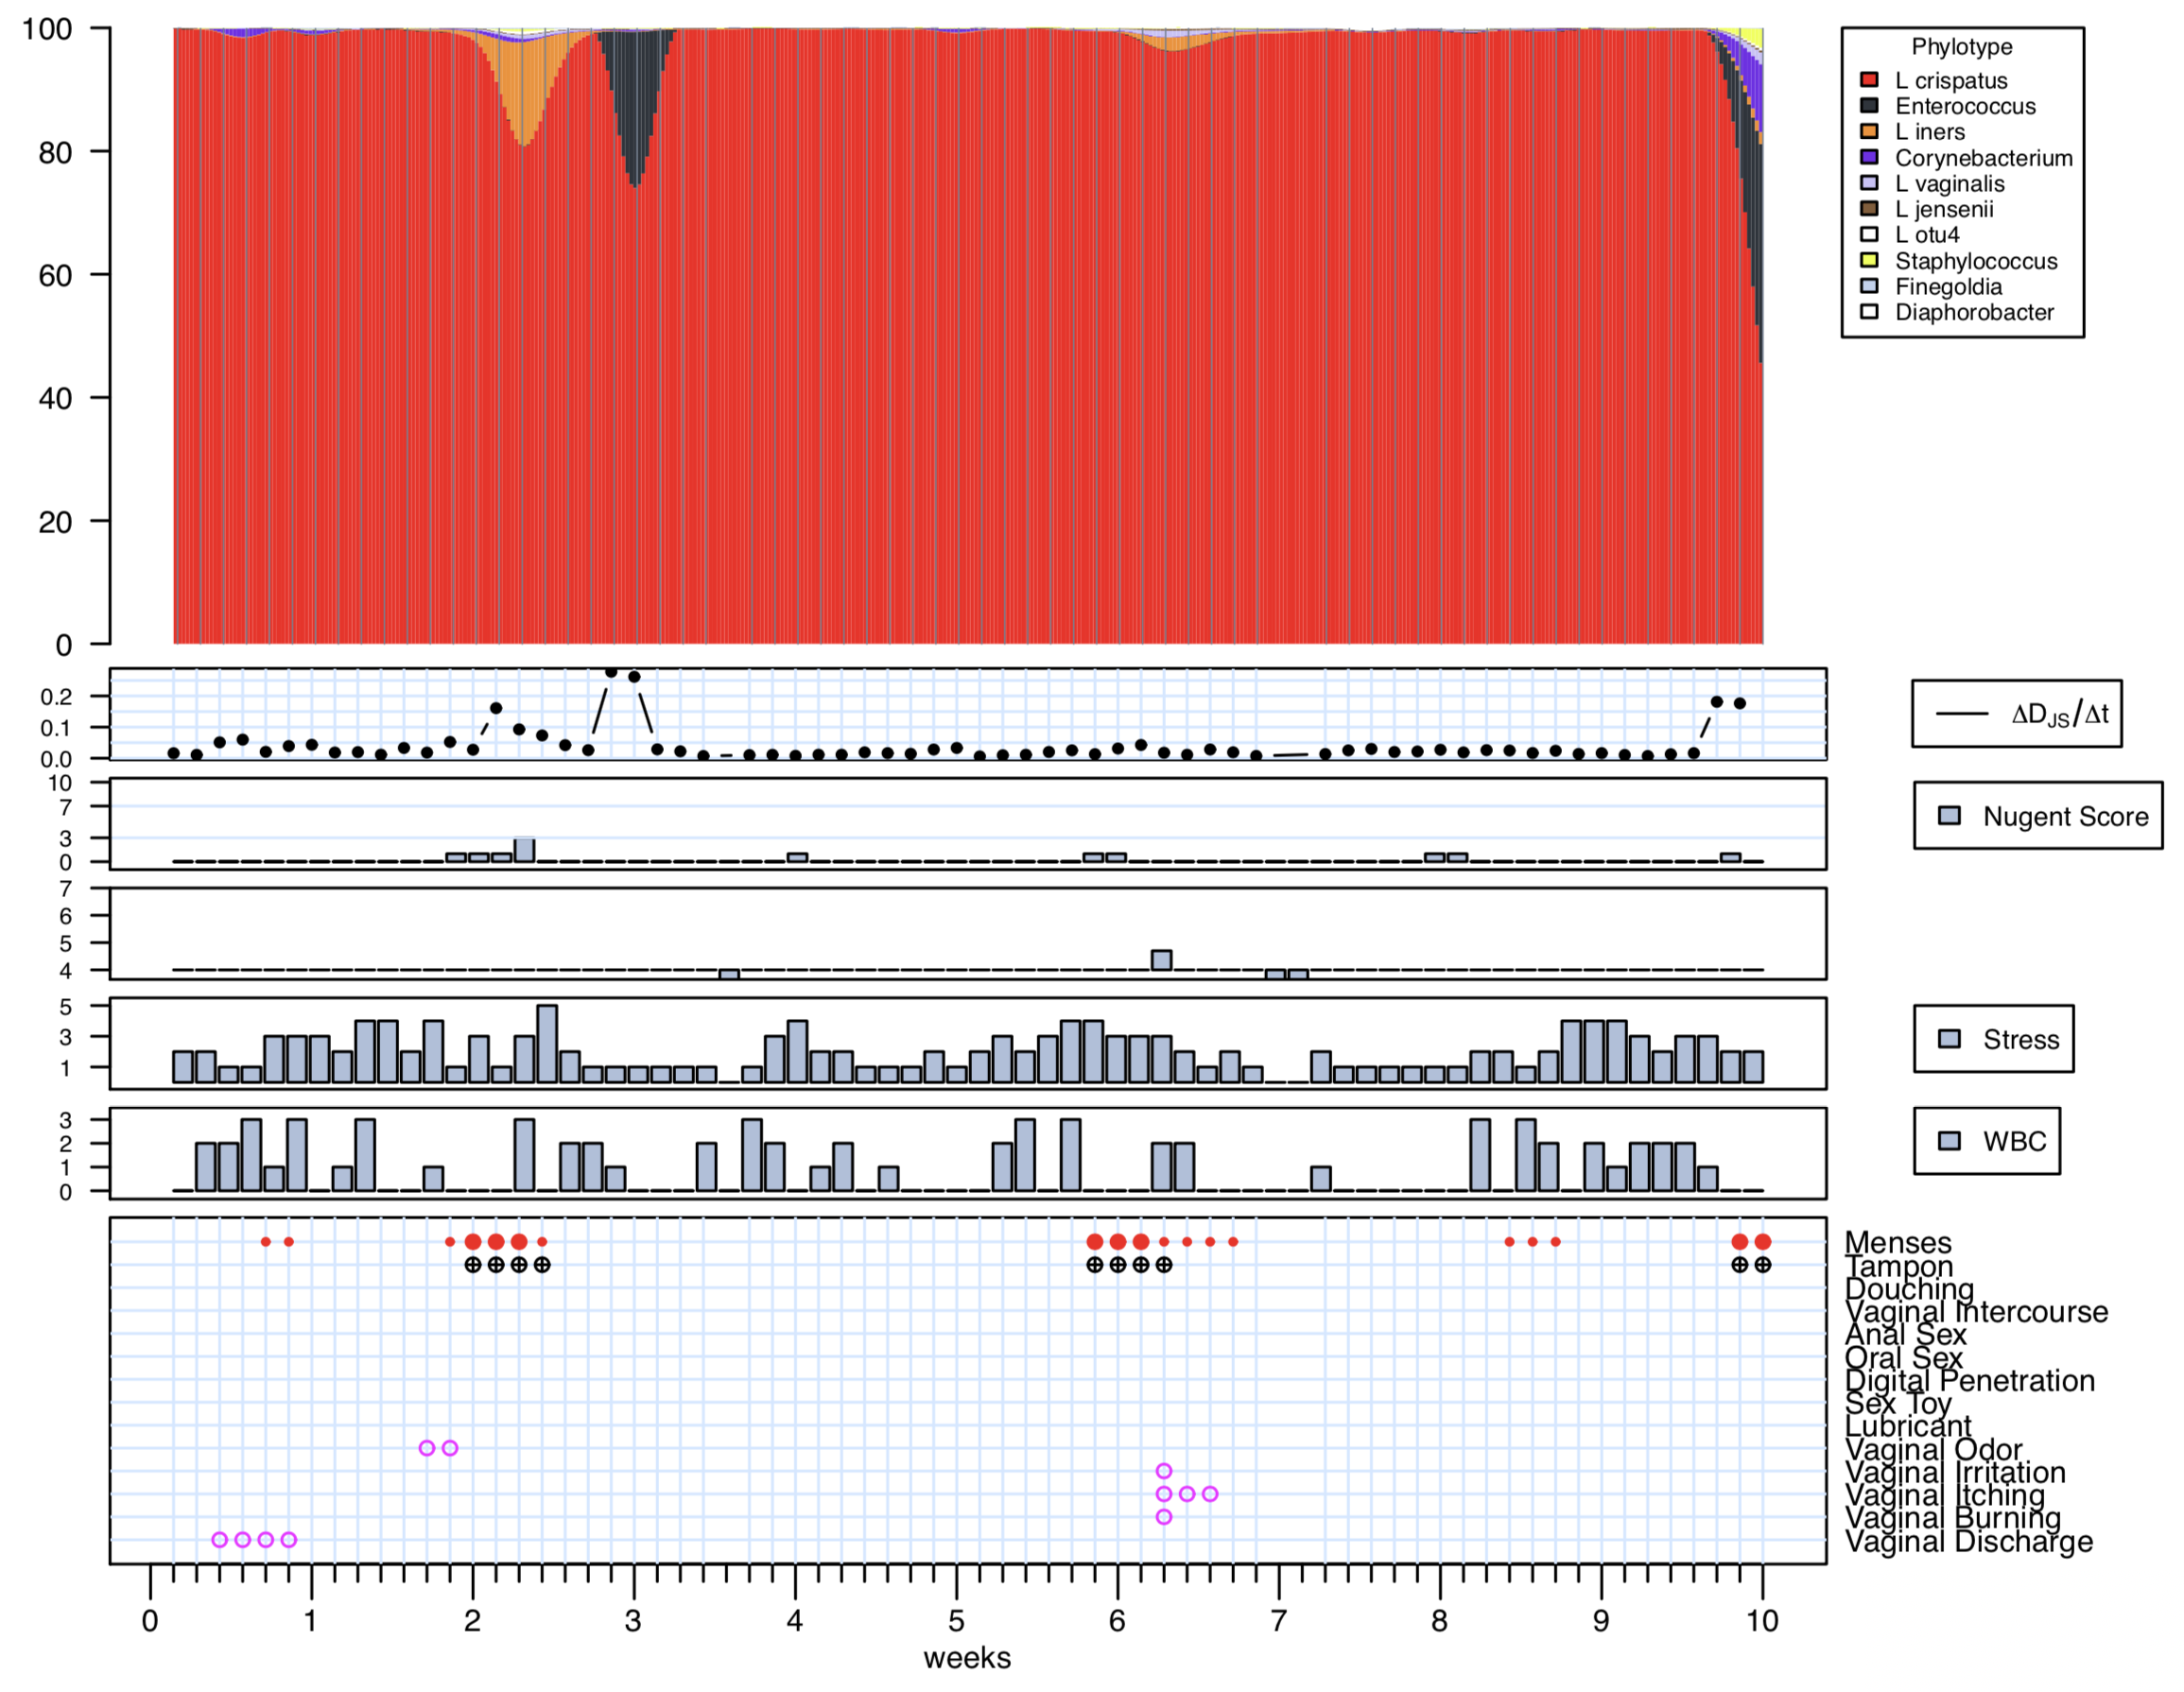 100
80
60
40
20
0
Phylotype
L crispatus
Enterococcus
L iners
Corynebacterium
L vaginalis
L jensenii
L otu4
Staphylococcus
Finegoldia
Diaphorobacter
0.2
0.1
0.0
ΔDJS/Δt
10
7
3
0
Nugent Score
7
6
5
4
5
3
1
Stress
3
2
1
0
WBC
Menses
Tampon
Douching
Vaginal Intercourse
Anal Sex
Oral Sex
Digital Penetration
Sex Toy
Lubricant
Vaginal Odor
Vaginal Irritation
Vaginal Itching
Vaginal Burning
Vaginal Discharge
0 1 2 3 4 5 6 7 8 9 10
weeks